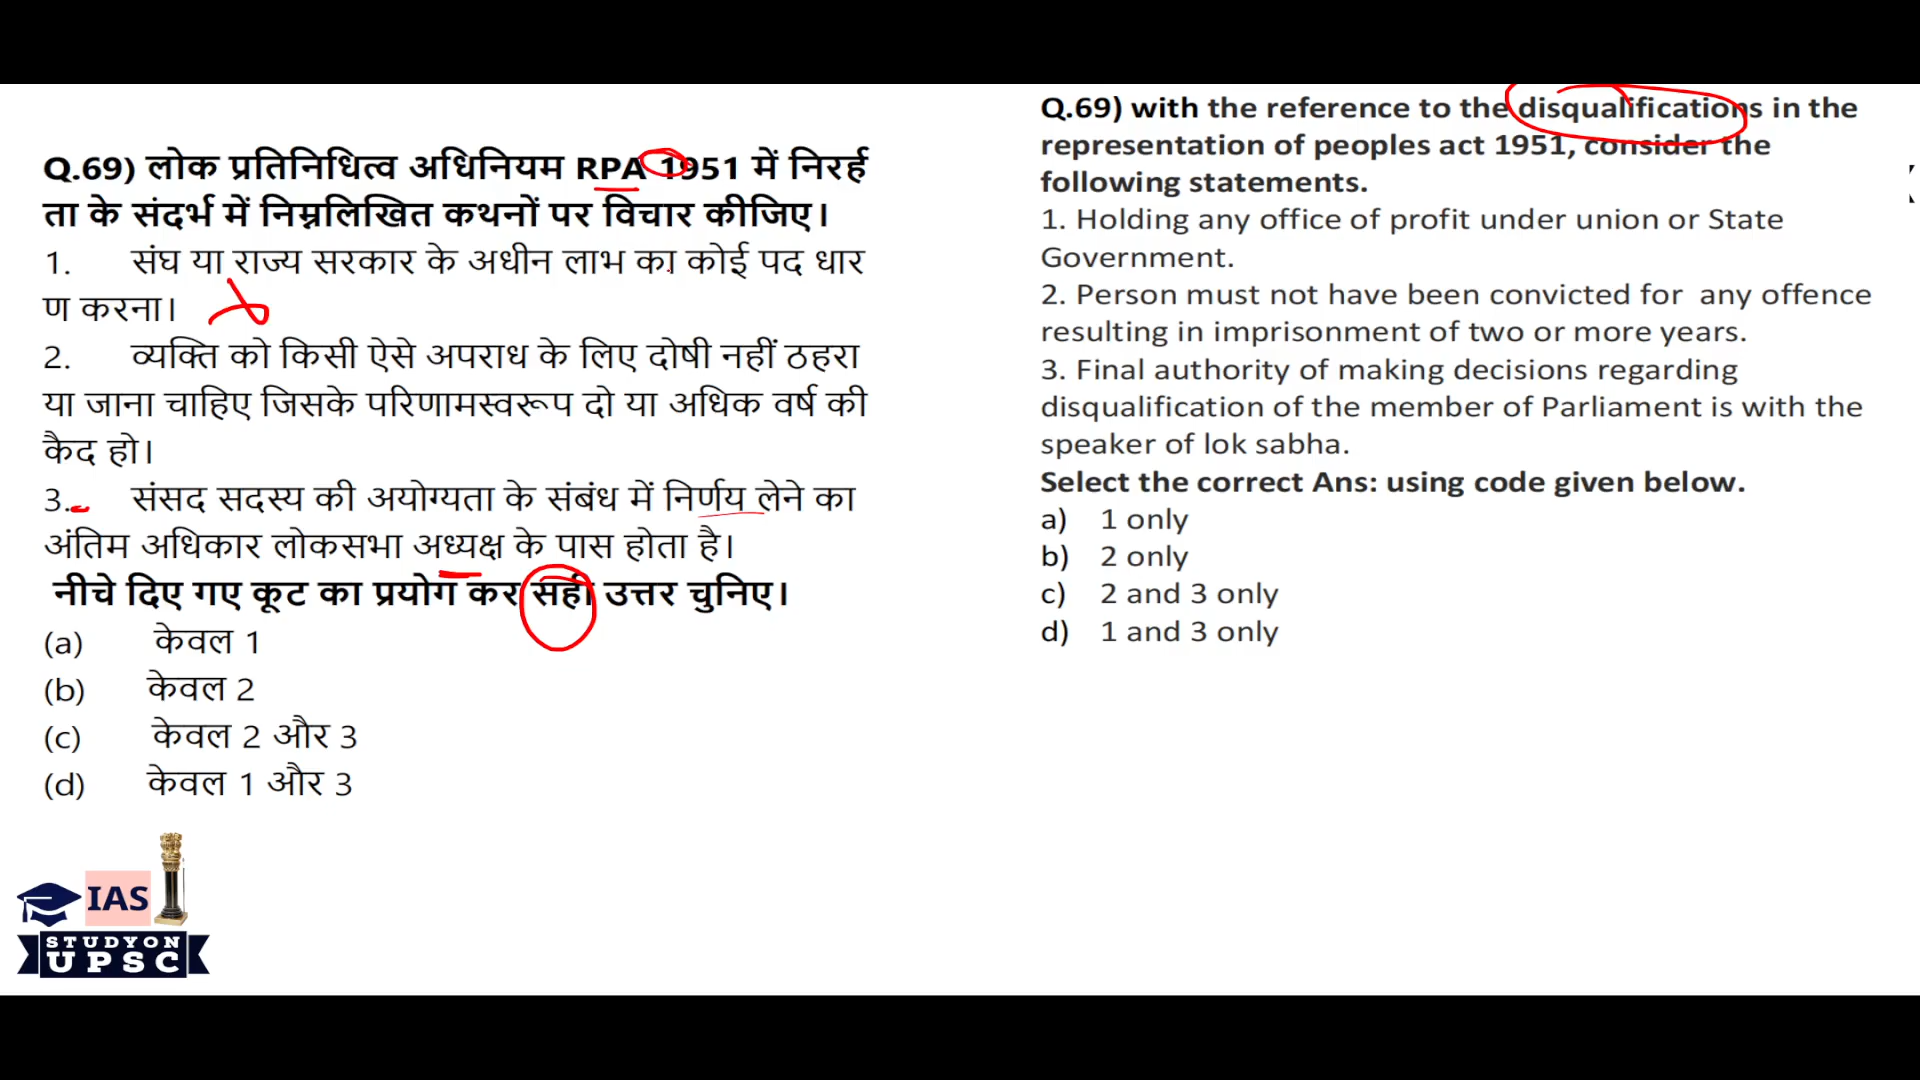 Q.69) लोक प्रतिनिधित्व अधिनियम RPA 1951 में निरर्ह
ता के संदर्भ में निम्नलिखित कथनों पर विचार कीजिए।
1. संघ या राज्य सरकार के अधीन लाभ का कोई पद धार
ण करना।
2. व्यक्ति को किसी ऐसे अपराध के लिए दोषी नहीं ठहरा
या जाना चाहिए जिसके परिणामस्वरूप दो या अधिक वर्ष की
कैद हो।
3. संसद सदस्य की अयोग्यता के संबंध में निर्णय लेने का
अंतिम अधिकार लोकसभा अध्यक्ष के पास होता है।
नीचे दिए गए कूट का प्रयोग कर सही उत्तर चुनिए।
(a) केवल 1
(b) केवल 2
(c) केवल 2 और 3
(d) केवल 1 और 3
IAS
STUDYON
UPSC
Q.69) with the reference to the disqualifications in the
representation of peoples act 1951, consider the
following statements.
1. Holding any office of profit under union or State
Government.
2. Person must not have been convicted for any offence
resulting in imprisonment of two or more years.
3. Final authority of making decisions regarding
disqualification of the member of Parliament is with the
speaker of lok sabha.
Select the correct Ans: using code given below.
a) 1 only
b) 2 only
c) 2 and 3 only
d) 1 and 3 only